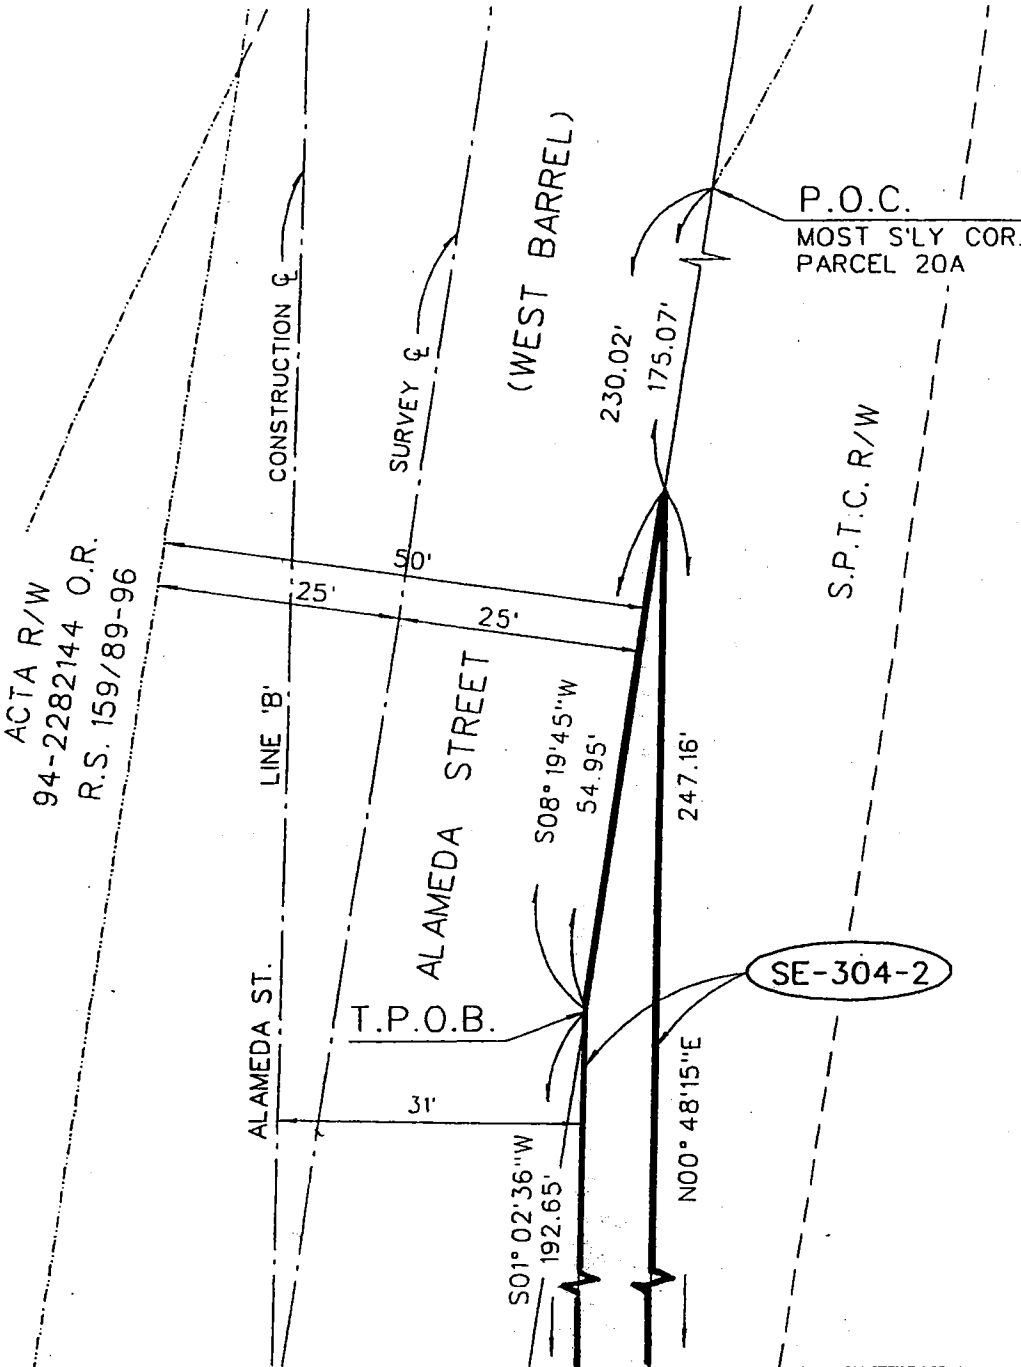 P.O.C.
MOST S'LY COR.
PARCEL 20A
(WEST BARREL)
CONSTRUCTION ℄
SURVEY ℄
230.02'
175.07'
S.P.T.C. R/W
ACTA R/W
94-2282144 O.R.
R.S. 159/89-96
50'
25'
25'
LINE 'B'
ALAMEDA STREET
S08°19'45"W
54.95'
247.16'
SE-304-2
T.P.O.B.
ALAMEDA ST.
31'
S01°02'36"W
192.65'
N00°48'15"E